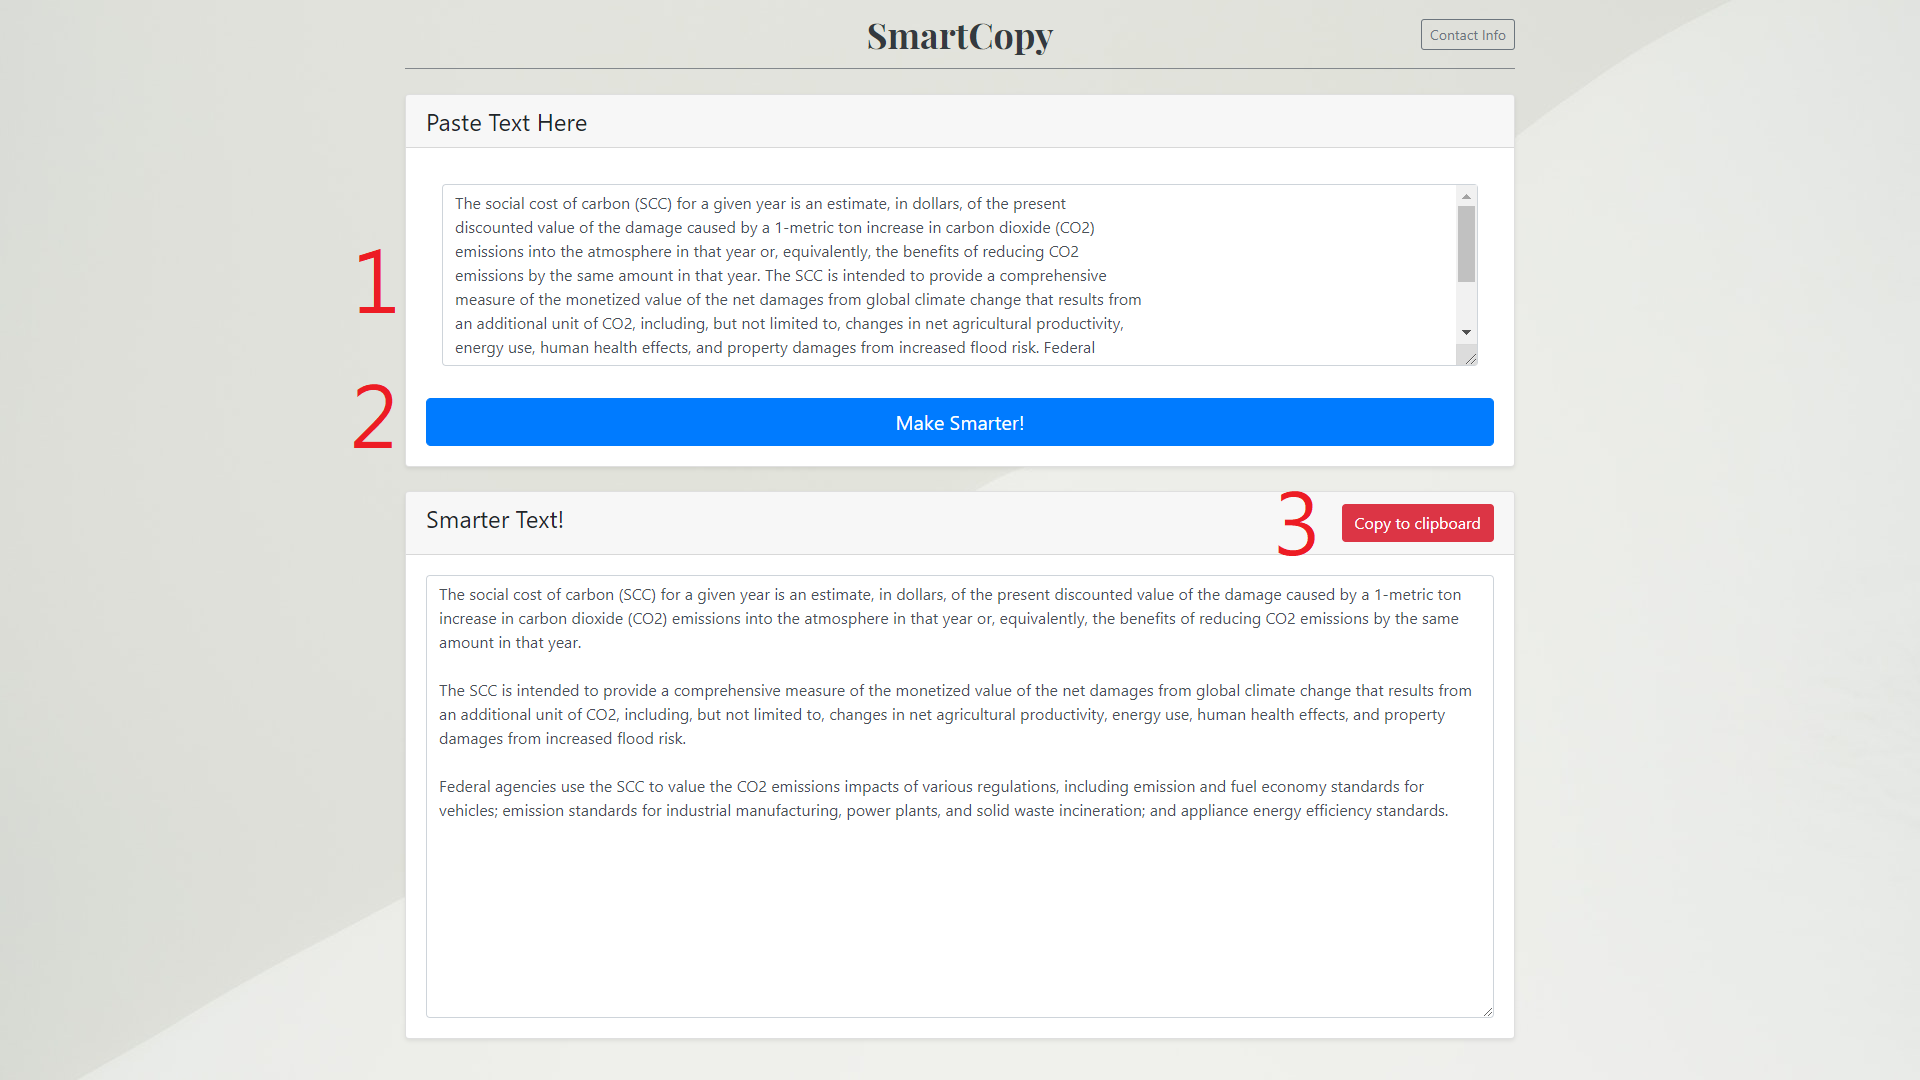 SmartCopy
Contact Info
Paste Text Here
The social cost of carbon (SCC) for a given year is an estimate, in dollars, of the present
discounted value of the damage caused by a 1-metric ton increase in carbon dioxide (CO2)
emissions into the atmosphere in that year or, equivalently, the benefits of reducing CO2
emissions by the same amount in that year. The SCC is intended to provide a comprehensive
measure of the monetized value of the net damages from global climate change that results from
an additional unit of CO2, including, but not limited to, changes in net agricultural productivity,
energy use, human health effects, and property damages from increased flood risk. Federal
1
2
Make Smarter!
Smarter Text!
3
Copy to clipboard
The social cost of carbon (SCC) for a given year is an estimate, in dollars, of the present discounted value of the damage caused by a 1-metric ton
increase in carbon dioxide (CO2) emissions into the atmosphere in that year or, equivalently, the benefits of reducing CO2 emissions by the same
amount in that year.
The SCC is intended to provide a comprehensive measure of the monetized value of the net damages from global climate change that results from
an additional unit of CO2, including, but not limited to, changes in net agricultural productivity, energy use, human health effects, and property
damages from increased flood risk.
Federal agencies use the SCC to value the CO2 emissions impacts of various regulations, including emission and fuel economy standards for
vehicles; emission standards for industrial manufacturing, power plants, and solid waste incineration; and appliance energy efficiency standards.